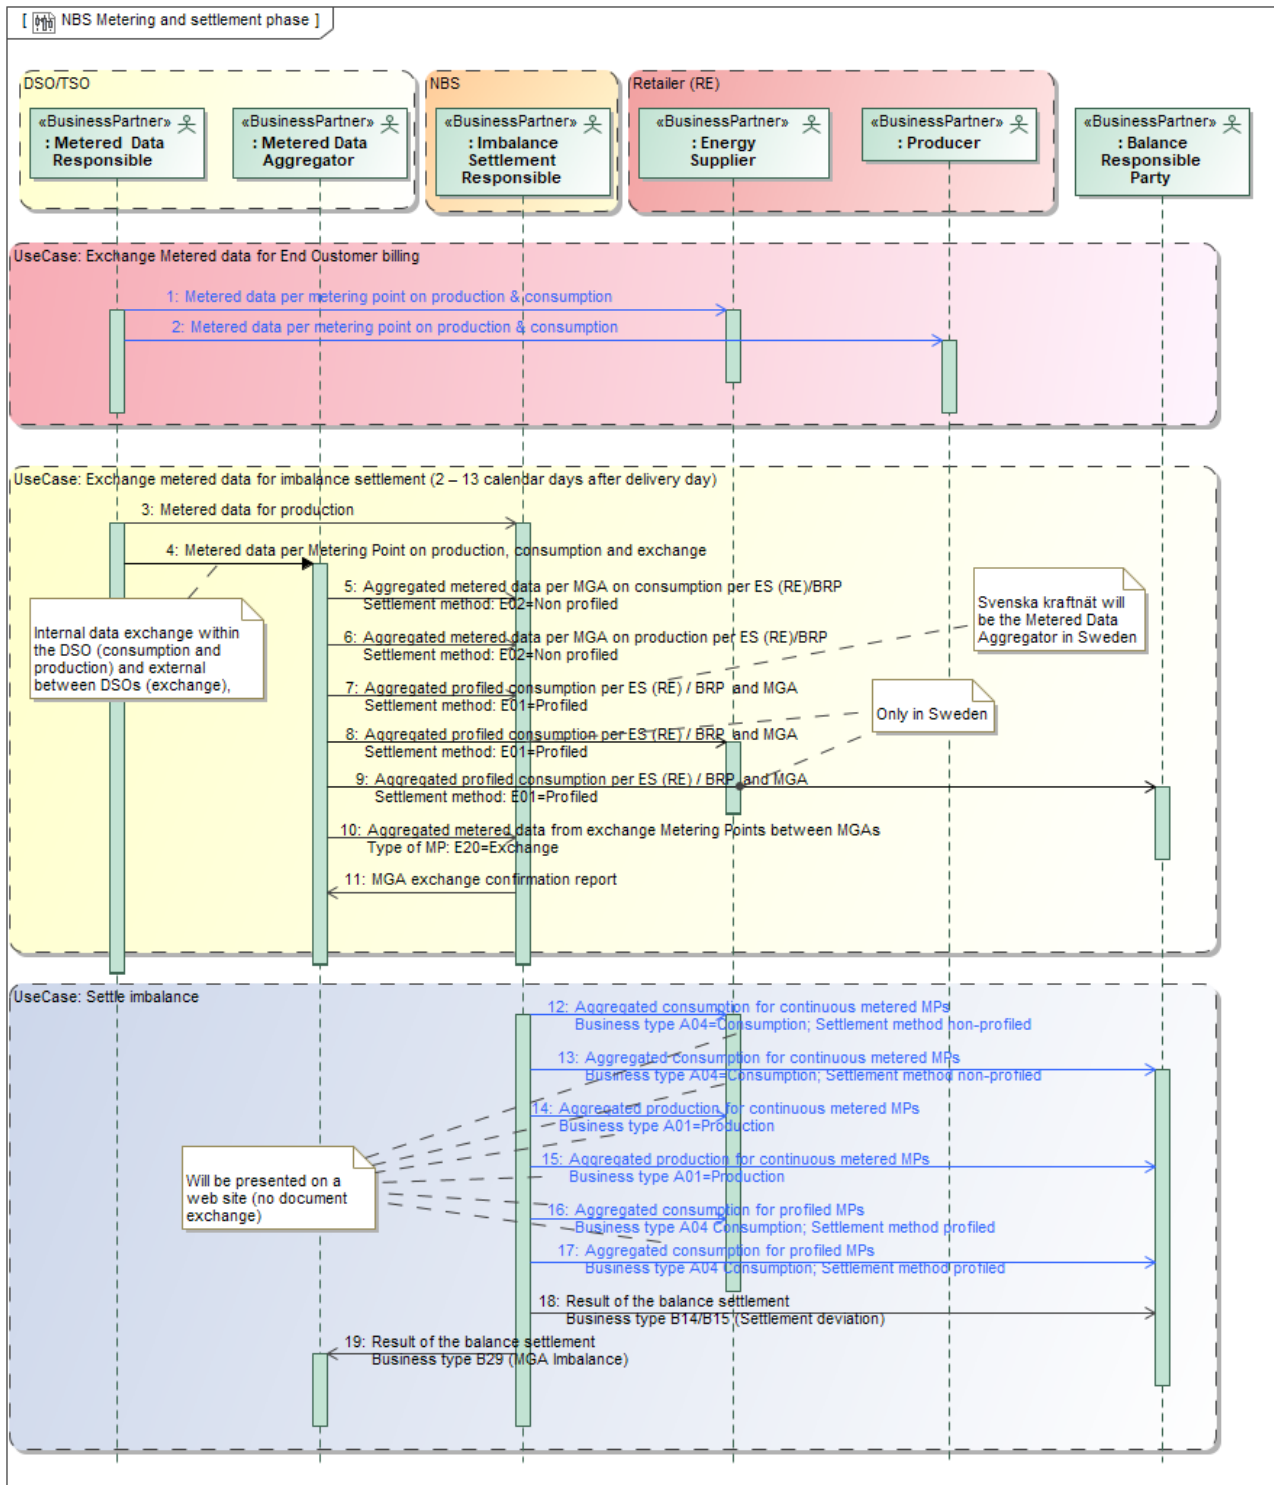 [ NBS Metering and settlement phase ]
DSO/TSO
NBS
Retailer (RE)
«BusinessPartner»
: Metered Data
Responsible
«BusinessPartner»
: Metered Data
Aggregator
«BusinessPartner»
: Imbalance
Settlement
Responsible
«BusinessPartner»
: Energy
Supplier
«BusinessPartner»
: Producer
«BusinessPartner»
: Balance
Responsible
Party
UseCase: Exchange Metered data for End Customer billing
1: Metered data per metering point on production & consumption
2: Metered data per metering point on production & consumption
UseCase: Exchange metered data for imbalance settlement (2 – 13 calendar days after delivery day)
3: Metered data for production
4: Metered data per Metering Point on production, consumption and exchange
Internal data exchange within
the DSO (consumption and
production) and external
between DSOs (exchange),
5: Aggregated metered data per MGA on consumption per ES (RE)/BRP
Settlement method: E02=Non profiled
6: Aggregated metered data per MGA on production per ES (RE)/BRP
Settlement method: E02=Non profiled
Svenska kraftnät will
be the Metered Data
Aggregator in Sweden
7: Aggregated profiled consumption per ES (RE) / BRP and MGA
Settlement method: E01=Profiled
Only in Sweden
8: Aggregated profiled consumption per ES (RE) / BRP and MGA
Settlement method: E01=Profiled
9: Aggregated profiled consumption per ES (RE) / BRP and MGA
Settlement method: E01=Profiled
10: Aggregated metered data from exchange Metering Points between MGAs
Type of MP: E20=Exchange
11: MGA exchange confirmation report
UseCase: Settle imbalance
12: Aggregated consumption for continuous metered MPs
Business type A04=Consumption; Settlement method non-profiled
13: Aggregated consumption for continuous metered MPs
Business type A04=Consumption; Settlement method non-profiled
14: Aggregated production for continuous metered MPs
Business type A01=Production
15: Aggregated production for continuous metered MPs
Business type A01=Production
Will be presented on a
web site (no document
exchange)
16: Aggregated consumption for profiled MPs
Business type A04 Consumption; Settlement method profiled
17: Aggregated consumption for profiled MPs
Business type A04 Consumption; Settlement method profiled
18: Result of the balance settlement
Business type B14/B15 (Settlement deviation)
19: Result of the balance settlement
Business type B29 (MGA Imbalance)